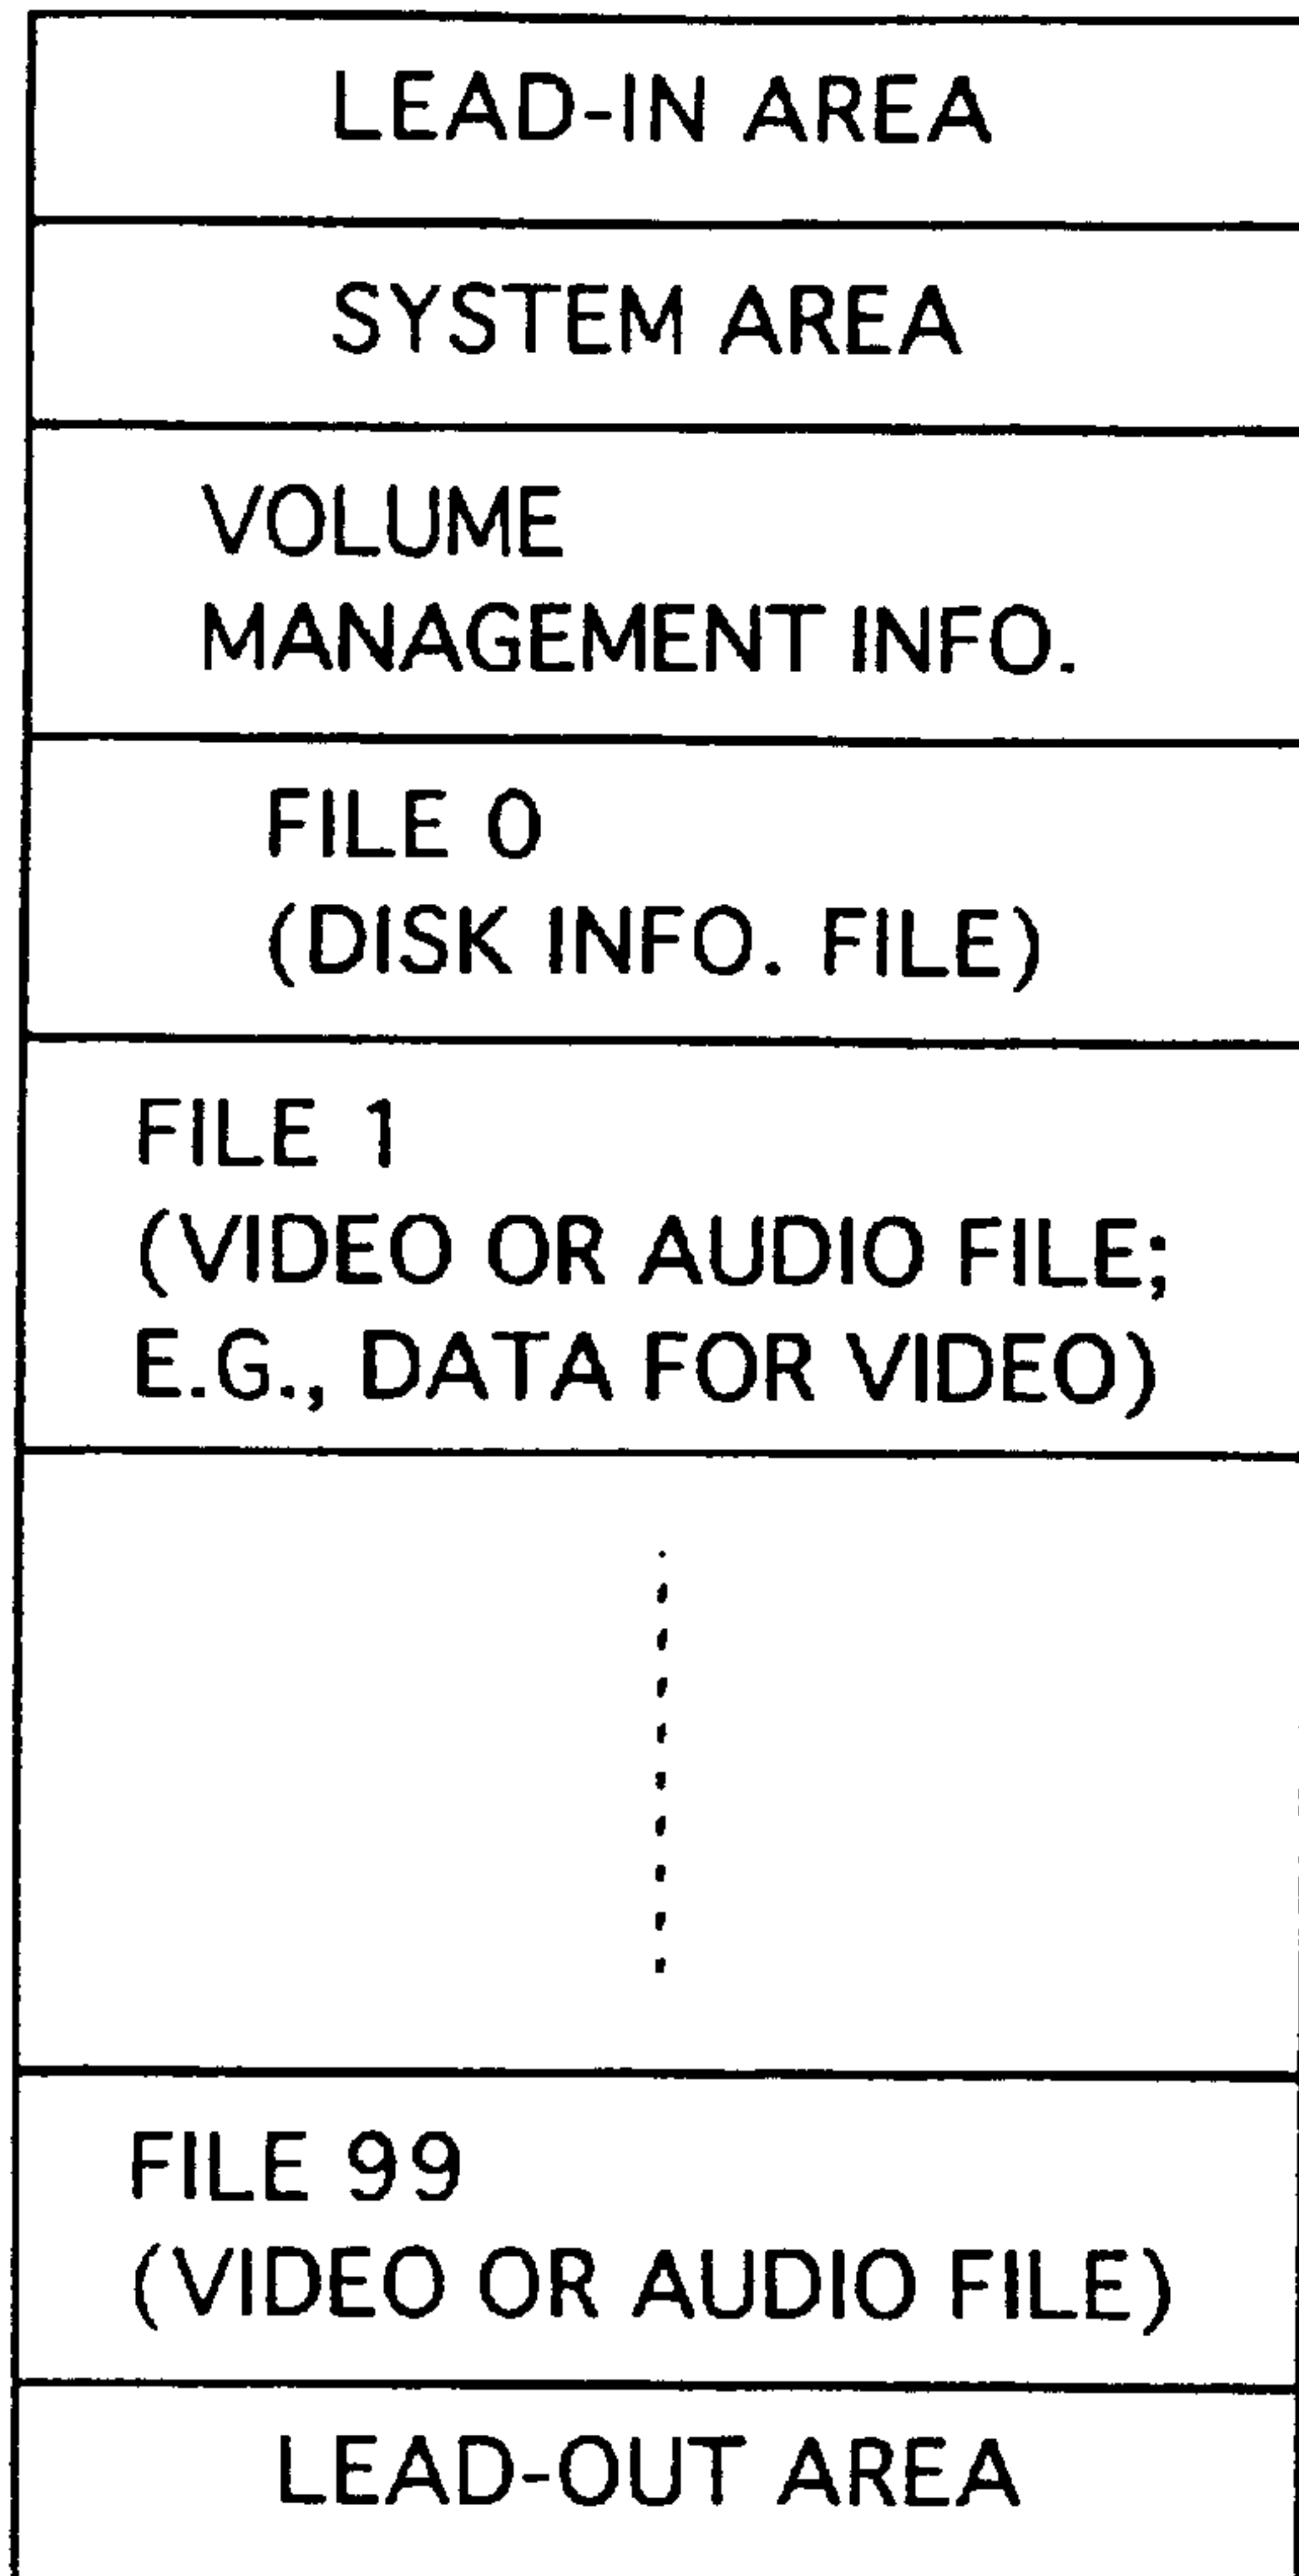 LEAD-IN AREA
SYSTEM AREA
VOLUME
MANAGEMENT INFO.
FILE 0
(DISK INFO. FILE)
FILE 1
(VIDEO OR AUDIO FILE;
E.G., DATA FOR VIDEO)
FILE 99
(VIDEO OR AUDIO FILE)
LEAD-OUT AREA